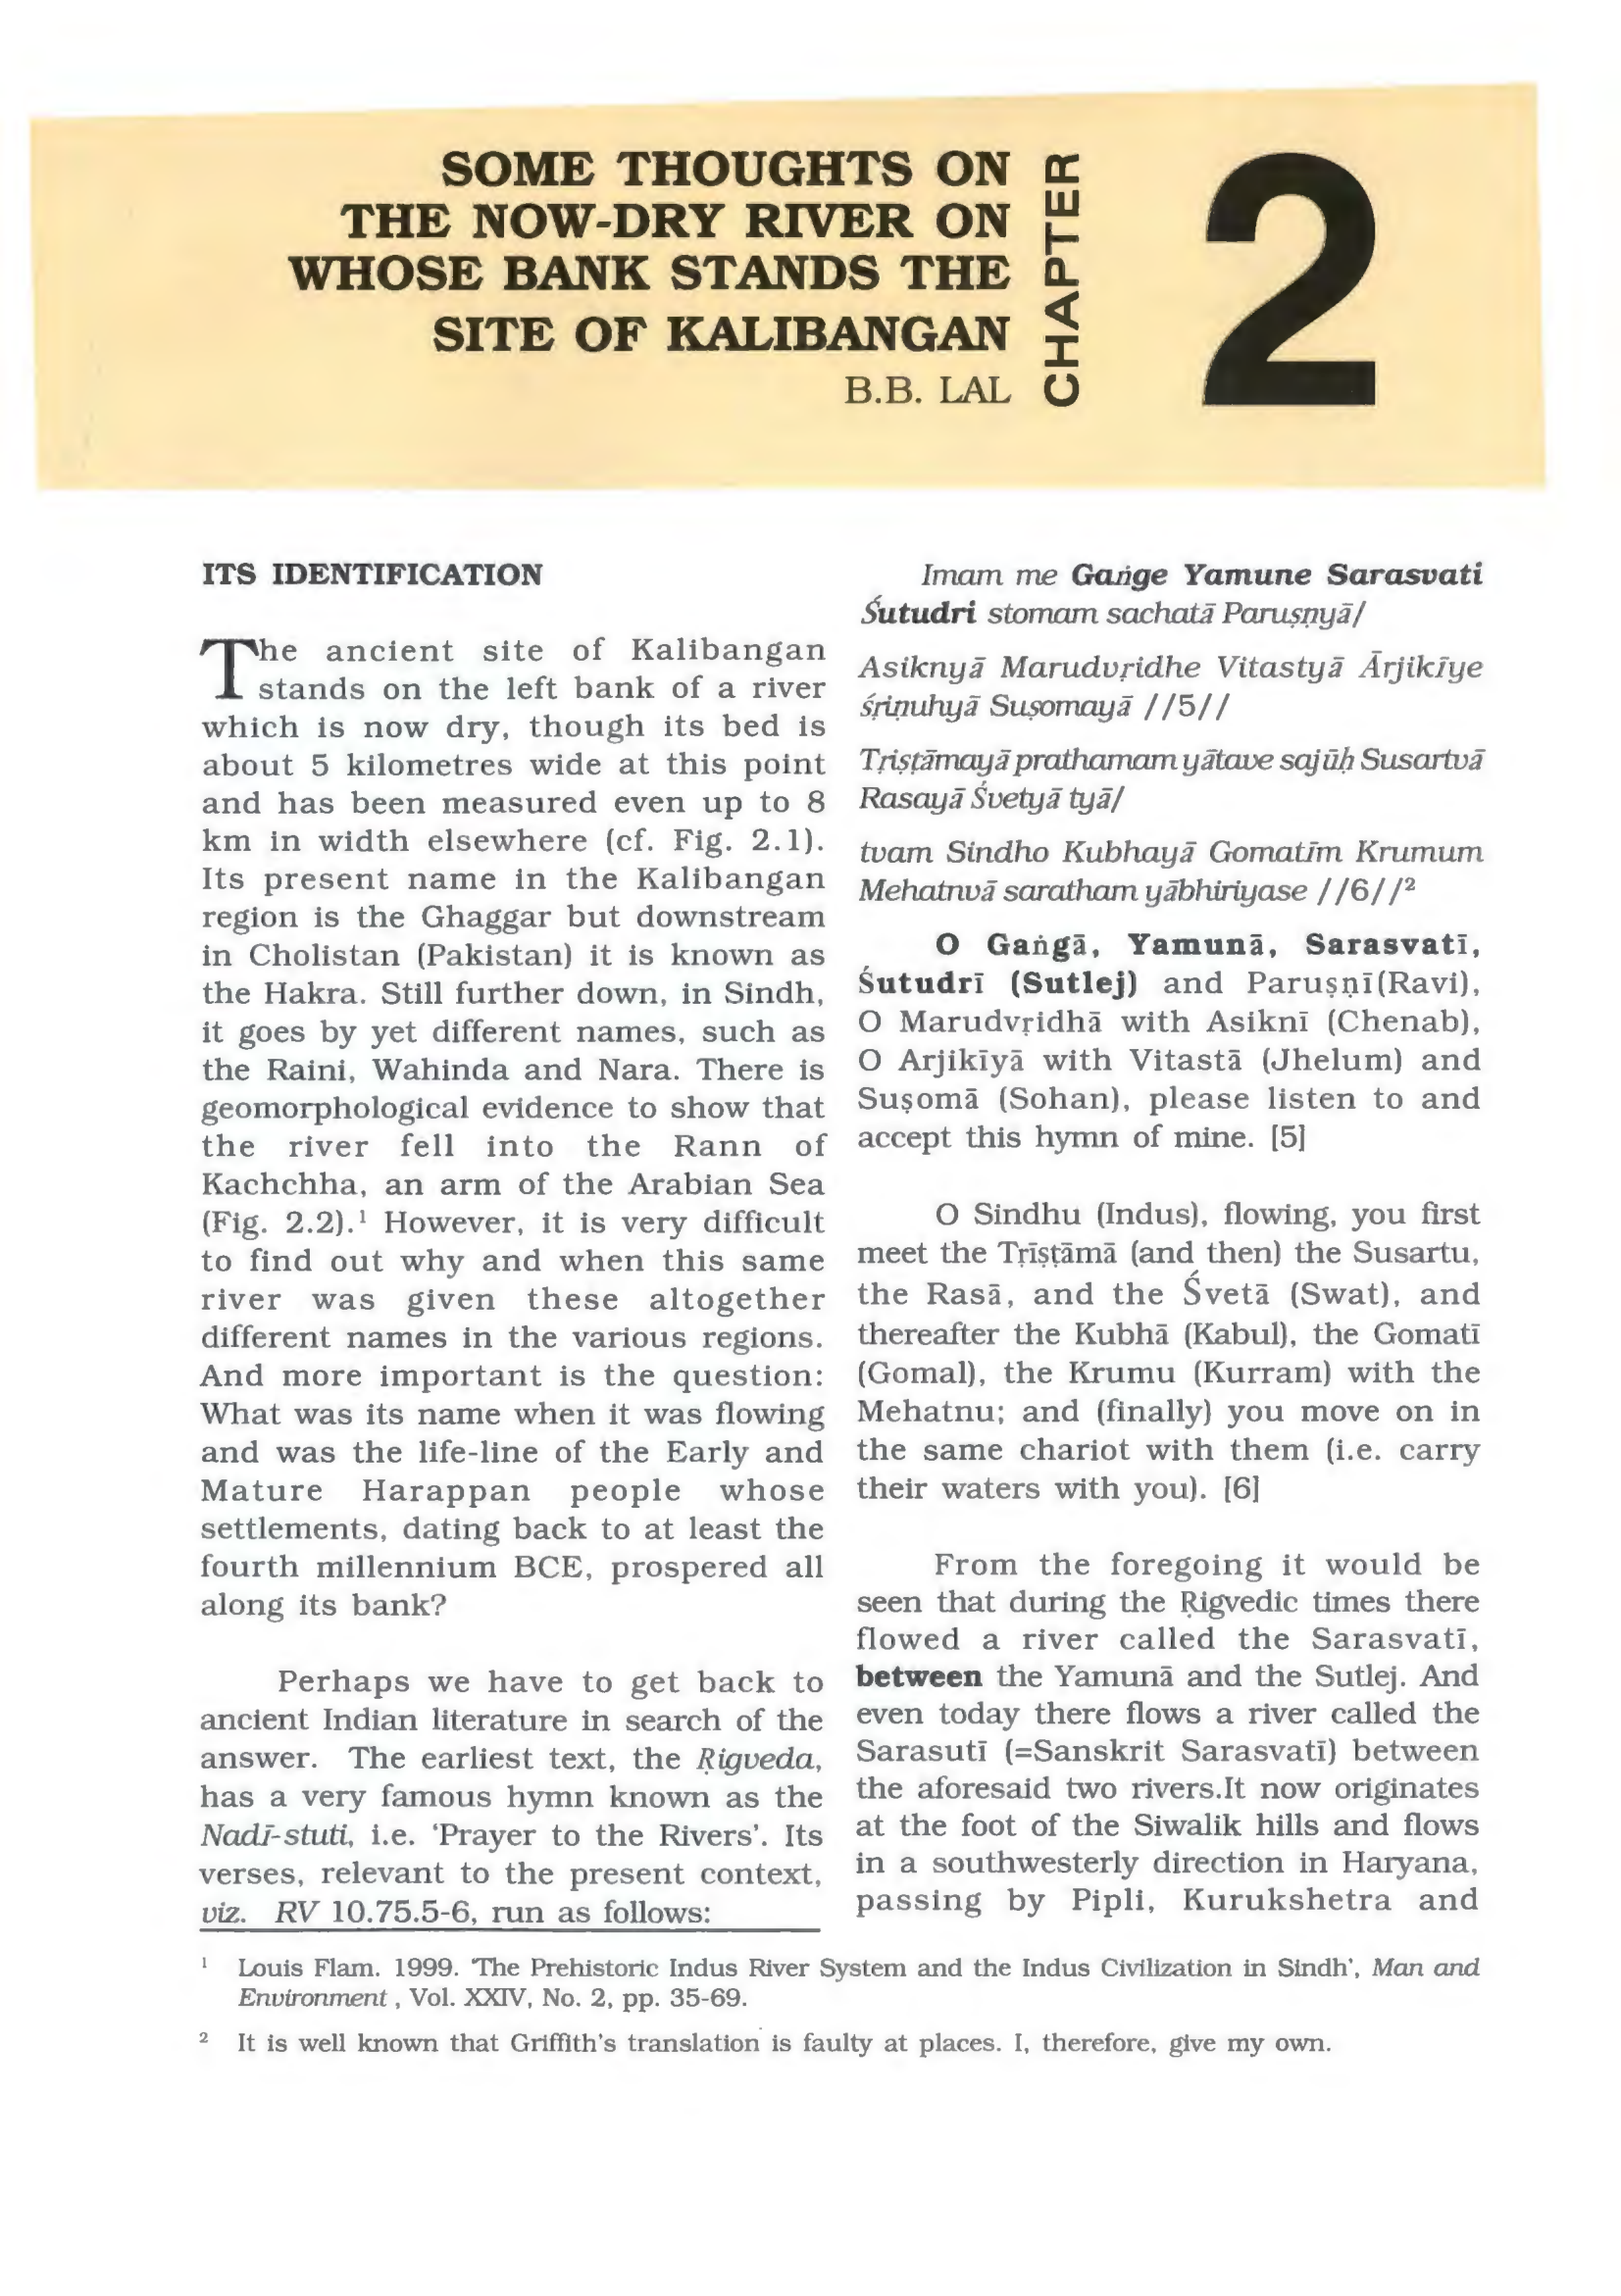 SOME THOUGHTS ON
THE NOW-DRY RIVER ON
WHOSE BANK STANDS THE
SITE OF KALIBANGAN
B.B. LAL
CHAPTER
2
ITS IDENTIFICATION
The ancient site of Kalibangan
stands on the left bank of a river
which is now dry, though its bed is
about 5 kilometres wide at this point
and has been measured even up to 8
km in width elsewhere (cf. Fig. 2.1).
Its present name in the Kalibangan
region is the Ghaggar but downstream
in Cholistan (Pakistan) it is known as
the Hakra. Still further down, in Sindh,
it goes by yet different names, such as
the Raini, Wahinda and Nara. There is
geomorphological evidence to show that
the river fell into the Rann of
Kachchha, an arm of the Arabian Sea
(Fig. 2.2).¹ However, it is very difficult
to find out why and when this same
river was given these altogether
different names in the various regions.
And more important is the question:
What was its name when it was flowing
and was the life-line of the Early and
Mature Harappan people whose
settlements, dating back to at least the
fourth millennium BCE, prospered all
along its bank?
Perhaps we have to get back to
ancient Indian literature in search of the
answer. The earliest text, the Ṛigveda,
has a very famous hymn known as the
Nadī-stuti, i.e. ‘Prayer to the Rivers’. Its
verses, relevant to the present context,
viz. RV 10.75.5-6, run as follows:
Imam me Gaṅge Yamune Sarasvati
Śutudri stomam sachatā Paruṣṇyā/
Asiknyā Marudvṛidhe Vitastyā Ārjikīye
śṛiṇuhyā Suṣomayā //5//
Tṛiṣṭāmayā prathamam yātave sajūḥ Susartvā
Rasayā Śvetyā tyā/
tvam Sindho Kubhayā Gomatīm Krumum
Mehatnvā saratham yābhiriyase //6//²
O Gaṅgā, Yamunā, Sarasvatī,
Śutudrī (Sutlej) and Paruṣṇī(Ravi),
O Marudvṛidhā with Asiknī (Chenab),
O Arjikīyā with Vitastā (Jhelum) and
Suṣomā (Sohan), please listen to and
accept this hymn of mine. [5]
O Sindhu (Indus), flowing, you first
meet the Tṛīṣṭāmā (and then) the Susartu,
the Rasā, and the Śvetā (Swat), and
thereafter the Kubhā (Kabul), the Gomatī
(Gomal), the Krumu (Kurram) with the
Mehatnu; and (finally) you move on in
the same chariot with them (i.e. carry
their waters with you). [6]
From the foregoing it would be
seen that during the Ṛigvedic times there
flowed a river called the Sarasvatī,
between the Yamunā and the Sutlej. And
even today there flows a river called the
Sarasutī (=Sanskrit Sarasvatī) between
the aforesaid two rivers.It now originates
at the foot of the Siwalik hills and flows
in a southwesterly direction in Haryana,
passing by Pipli, Kurukshetra and
¹ Louis Flam. 1999. ‘The Prehistoric Indus River System and the Indus Civilization in Sindh’, Man and
Environment , Vol. XXIV, No. 2, pp. 35-69.
² It is well known that Griffith’s translation is faulty at places. I, therefore, give my own.